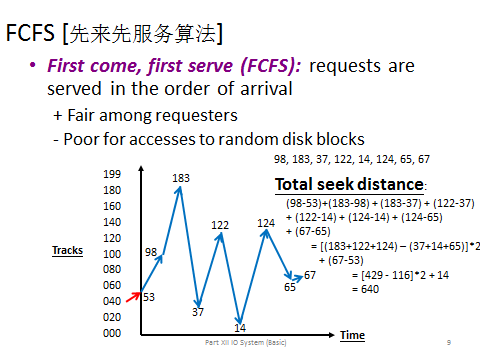 FCFS [先来先服务算法]
• First come, first serve (FCFS): requests are
served in the order of arrival
+ Fair among requesters
- Poor for accesses to random disk blocks
98, 183, 37, 122, 14, 124, 65, 67
Total seek distance:
(98-53)+(183-98) + (183-37) + (122-37)
+ (122-14) + (124-14) + (124-65)
+ (67-65)
= [(183+122+124) – (37+14+65)]*2
+ (67-53)
= [429 - 116]*2 + 14
= 640
Tracks
199
180
160
140
120
100
080
060
040
020
000
53
98
183
37
122
14
124
65
67
Time
Part XII IO System (Basic)
9